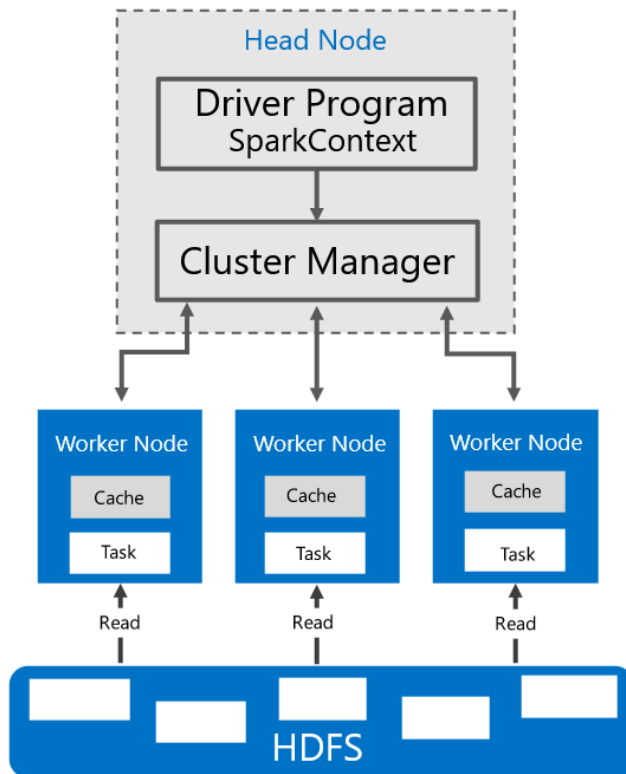 Head Node
Driver Program
SparkContext
Cluster Manager
Worker Node
Cache
Task
Worker Node
Cache
Task
Worker Node
Cache
Task
Read
Read
Read
HDFS